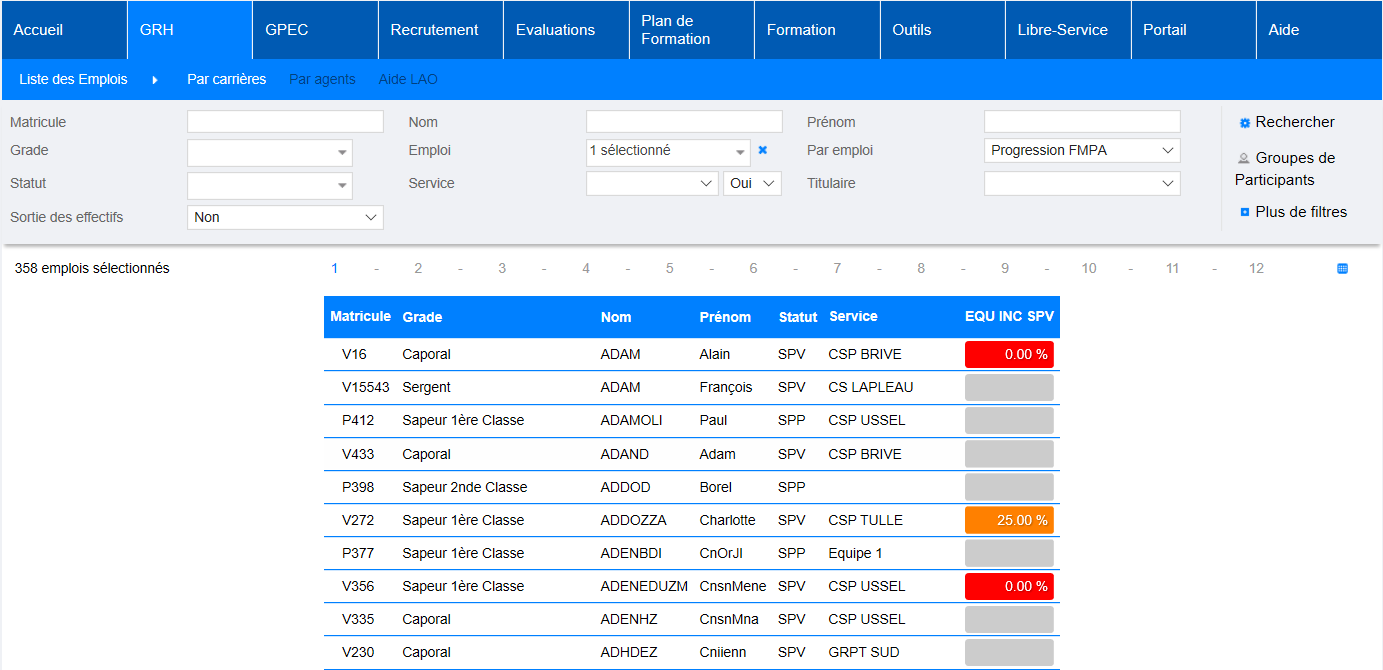 Accueil GRH GPEC Recrutement Evaluations Plan de Formation Formation Outils Libre-Service Portail Aide
Liste des Emplois Par carrières Par agents Aide LAO
Matricule Nom Prénom Rechercher
Grade Emploi 1 sélectionné Par emploi Progression FMPA Groupes de Participants
Statut Service Oui Titulaire
Sortie des effectifs Non Plus de filtres
358 emplois sélectionnés 1 - 2 - 3 - 4 - 5 - 6 - 7 - 8 - 9 - 10 - 11 - 12
Matricule Grade Nom Prénom Statut Service EQU INC SPV
V16 Caporal ADAM Alain SPV CSP BRIVE 0.00 %
V15543 Sergent ADAM François SPV CS LAPLEAU
P412 Sapeur 1ère Classe ADAMOLI Paul SPP CSP USSEL
V433 Caporal ADAND Adam SPV CSP BRIVE
P398 Sapeur 2nde Classe ADDOD Borel SPP
V272 Sapeur 1ère Classe ADDOZZA Charlotte SPV CSP TULLE 25.00 %
P377 Sapeur 1ère Classe ADENBDI CnOrJl SPP Equipe 1
V356 Sapeur 1ère Classe ADENEDUZM CnsnMene SPV CSP USSEL 0.00 %
V335 Caporal ADENHZ CnsnMna SPV CSP USSEL
V230 Caporal ADHDEZ Cniienn SPV GRPT SUD